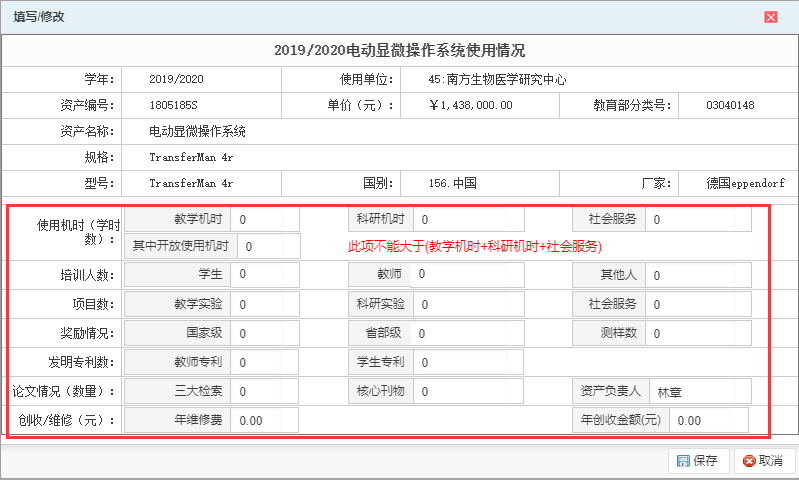 填写/修改
2019/2020电动显微操作系统使用情况
学年: 2019/2020 使用单位: 45:南方生物医学研究中心
资产编号: 1805185S 单价（元）: ￥1,438,000.00 教育部分类号: 03040148
资产名称: 电动显微操作系统
规格: TransferMan 4r
型号: TransferMan 4r 国别: 156.中国 厂家: 德国eppendorf
使用机时（学时数）: 教学机时 0 科研机时 0 社会服务 0
其中开放使用机时 0 此项不能大于(教学机时+科研机时+社会服务)
培训人数: 学生 0 教师 0 其他人 0
项目数: 教学实验 0 科研实验 0 社会服务 0
奖励情况: 国家级 0 省部级 0 测样数 0
发明专利数: 教师专利 0 学生专利 0
论文情况（数量）: 三大检索 0 核心刊物 0 资产负责人 林章
创收/维修（元）: 年维修费 0.00 年创收金额(元) 0.00
保存 取消